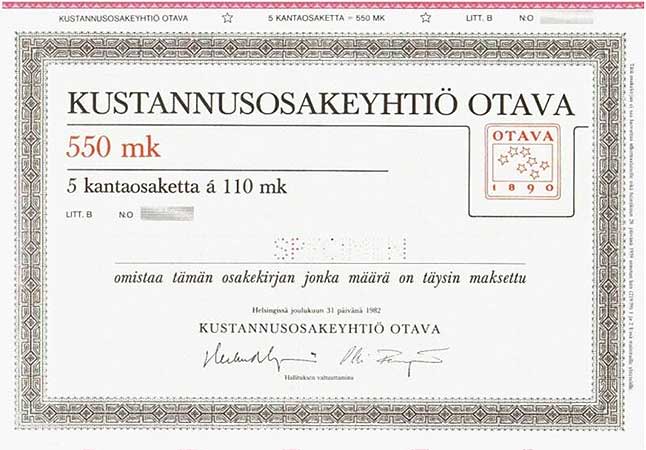 KUSTANNUSOSAKEYHTIÖ OTAVA ☆ 5 KANTAOSAKETTA = 550 MK ☆ LITT. B N:O
KUSTANNUSOSAKEYHTIÖ OTAVA
550 mk
5 kantaosaketta á 110 mk
LITT. B N:O
OTAVA
1890
SPECIMEN
omistaa tämän osakekirjan jonka määrä on täysin maksettu
Helsingissä joulukuun 31 päivänä 1982
KUSTANNUSOSAKEYHTIÖ OTAVA
Hallituksen valtuuttamina